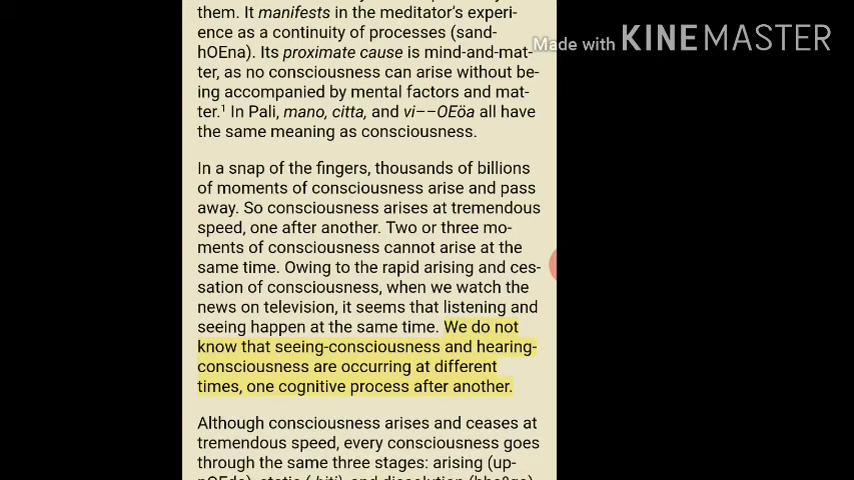 them. It manifests in the meditator's experi-
ence as a continuity of processes (sand-
hOEna). Its proximate cause is mind-and-mat-
ter, as no consciousness can arise without be-
ing accompanied by mental factors and mat-
ter.¹ In Pali, mano, citta, and vi––OEöa all have
the same meaning as consciousness.
In a snap of the fingers, thousands of billions
of moments of consciousness arise and pass
away. So consciousness arises at tremendous
speed, one after another. Two or three mo-
ments of consciousness cannot arise at the
same time. Owing to the rapid arising and ces-
sation of consciousness, when we watch the
news on television, it seems that listening and
seeing happen at the same time. We do not
know that seeing-consciousness and hearing-
consciousness are occurring at different
times, one cognitive process after another.
Although consciousness arises and ceases at
tremendous speed, every consciousness goes
through the same three stages: arising (up-
and dissolution
Made with KINEMASTER